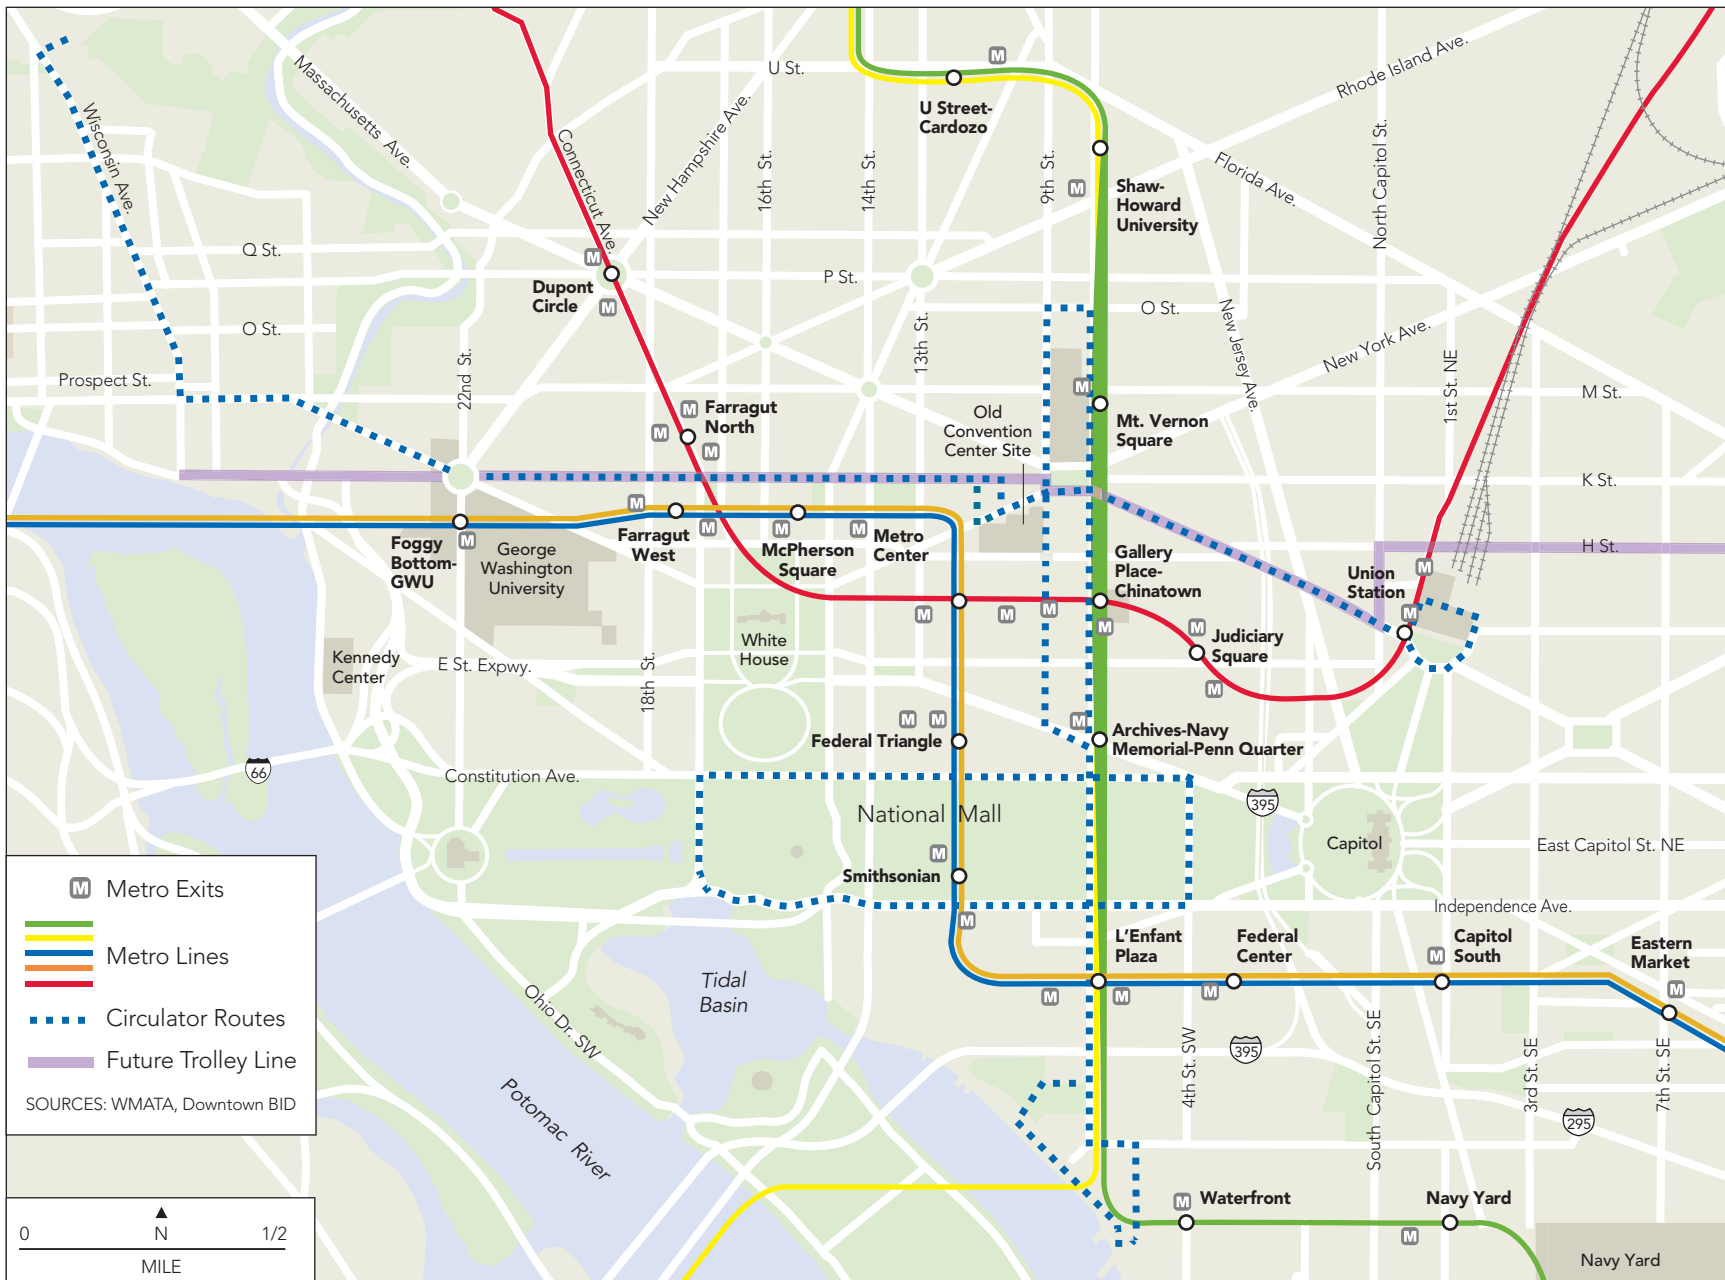 U St.
M
Rhode Island Ave.
Massachusetts Ave.
Wisconsin Ave.
Connecticut Ave.
New Hampshire Ave.
16th St.
14th St.
U Street-
Cardozo
9th St.
M
Shaw-
Howard
University
Florida Ave.
North Capitol St.
Q St.
M
Dupont
Circle
M
P St.
O St.
O St.
13th St.
New Jersey Ave.
New York Ave.
1st St. NE
Prospect St.
22nd St.
M
M
M
Farragut
North
Old
Convention
Center Site
M
Mt. Vernon
Square
M St.
K St.
H St.
M
Foggy
Bottom-
GWU
George
Washington
University
M
Farragut
West
M
M
McPherson
Square
M
Metro
Center
Gallery
Place-
Chinatown
Union
Station
M
M
M
M
M
M
M
Judiciary
Square
M
Kennedy
Center
E St. Expwy.
18th St.
White
House
M
M
Federal Triangle
M
Archives-Navy
Memorial-Penn Quarter
66
Constitution Ave.
National Mall
395
Capitol
East Capitol St. NE
M
Smithsonian
M
Independence Ave.
L'Enfant
Plaza
Federal
Center
M
Capitol
South
Eastern
Market
M
M
M
M
Tidal
Basin
Ohio Dr. SW
Potomac River
4th St. SW
395
South Capitol St. SE
3rd St. SE
7th St. SE
295
M
Waterfront
Navy Yard
M
Navy Yard
M Metro Exits
Metro Lines
Circulator Routes
Future Trolley Line
SOURCES: WMATA, Downtown BID
0 N 1/2
MILE